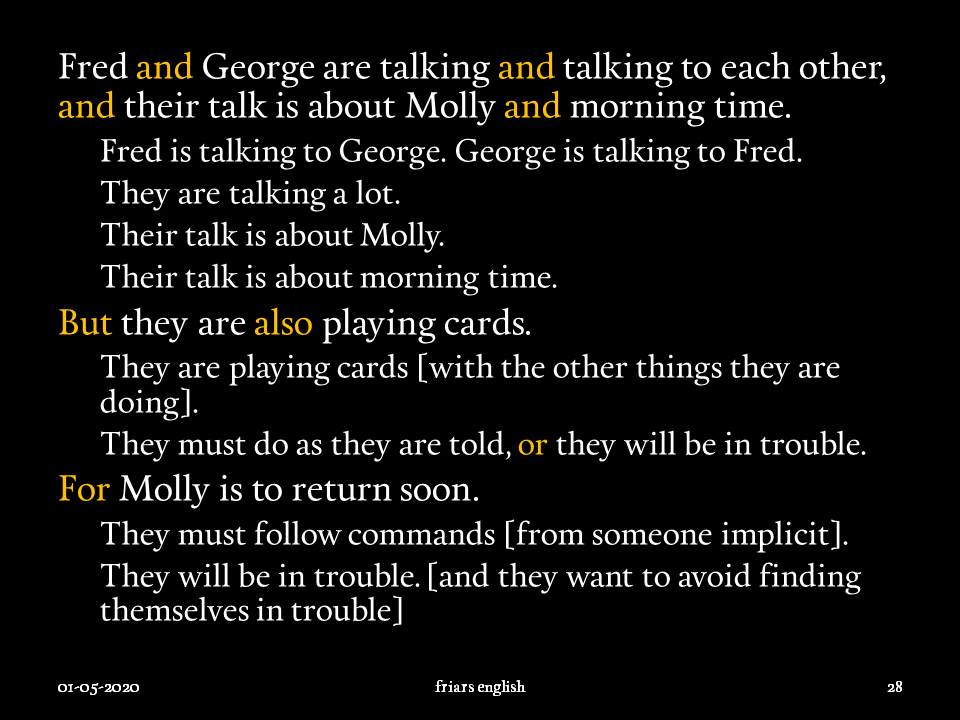 Fred and George are talking and talking to each other,
and their talk is about Molly and morning time.
Fred is talking to George. George is talking to Fred.
They are talking a lot.
Their talk is about Molly.
Their talk is about morning time.
But they are also playing cards.
They are playing cards [with the other things they are
doing].
They must do as they are told, or they will be in trouble.
For Molly is to return soon.
They must follow commands [from someone implicit].
They will be in trouble. [and they want to avoid finding
themselves in trouble]
01-05-2020 friars english 28